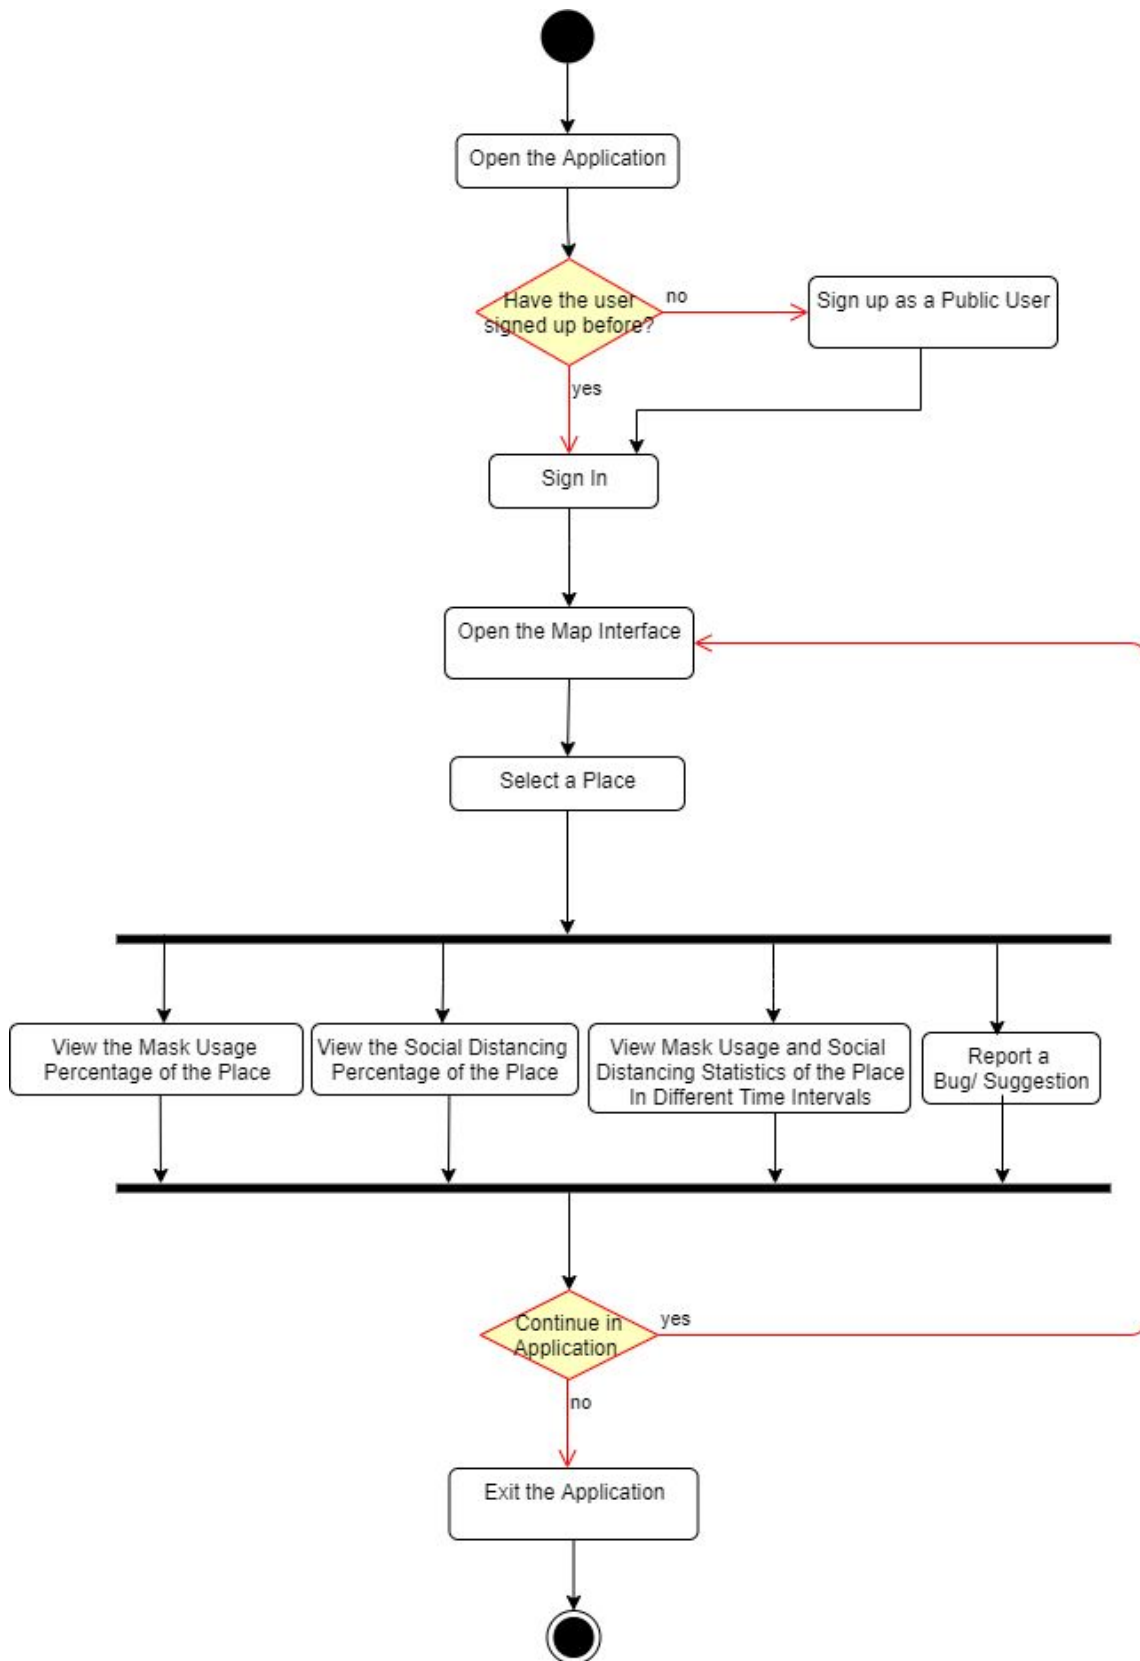 Open the Application
Have the user
signed up before?
no
Sign up as a Public User
yes
Sign In
Open the Map Interface
Select a Place
View the Mask Usage
Percentage of the Place
View the Social Distancing
Percentage of the Place
View Mask Usage and Social
Distancing Statistics of the Place
In Different Time Intervals
Report a
Bug/ Suggestion
Continue in
Application
yes
no
Exit the Application